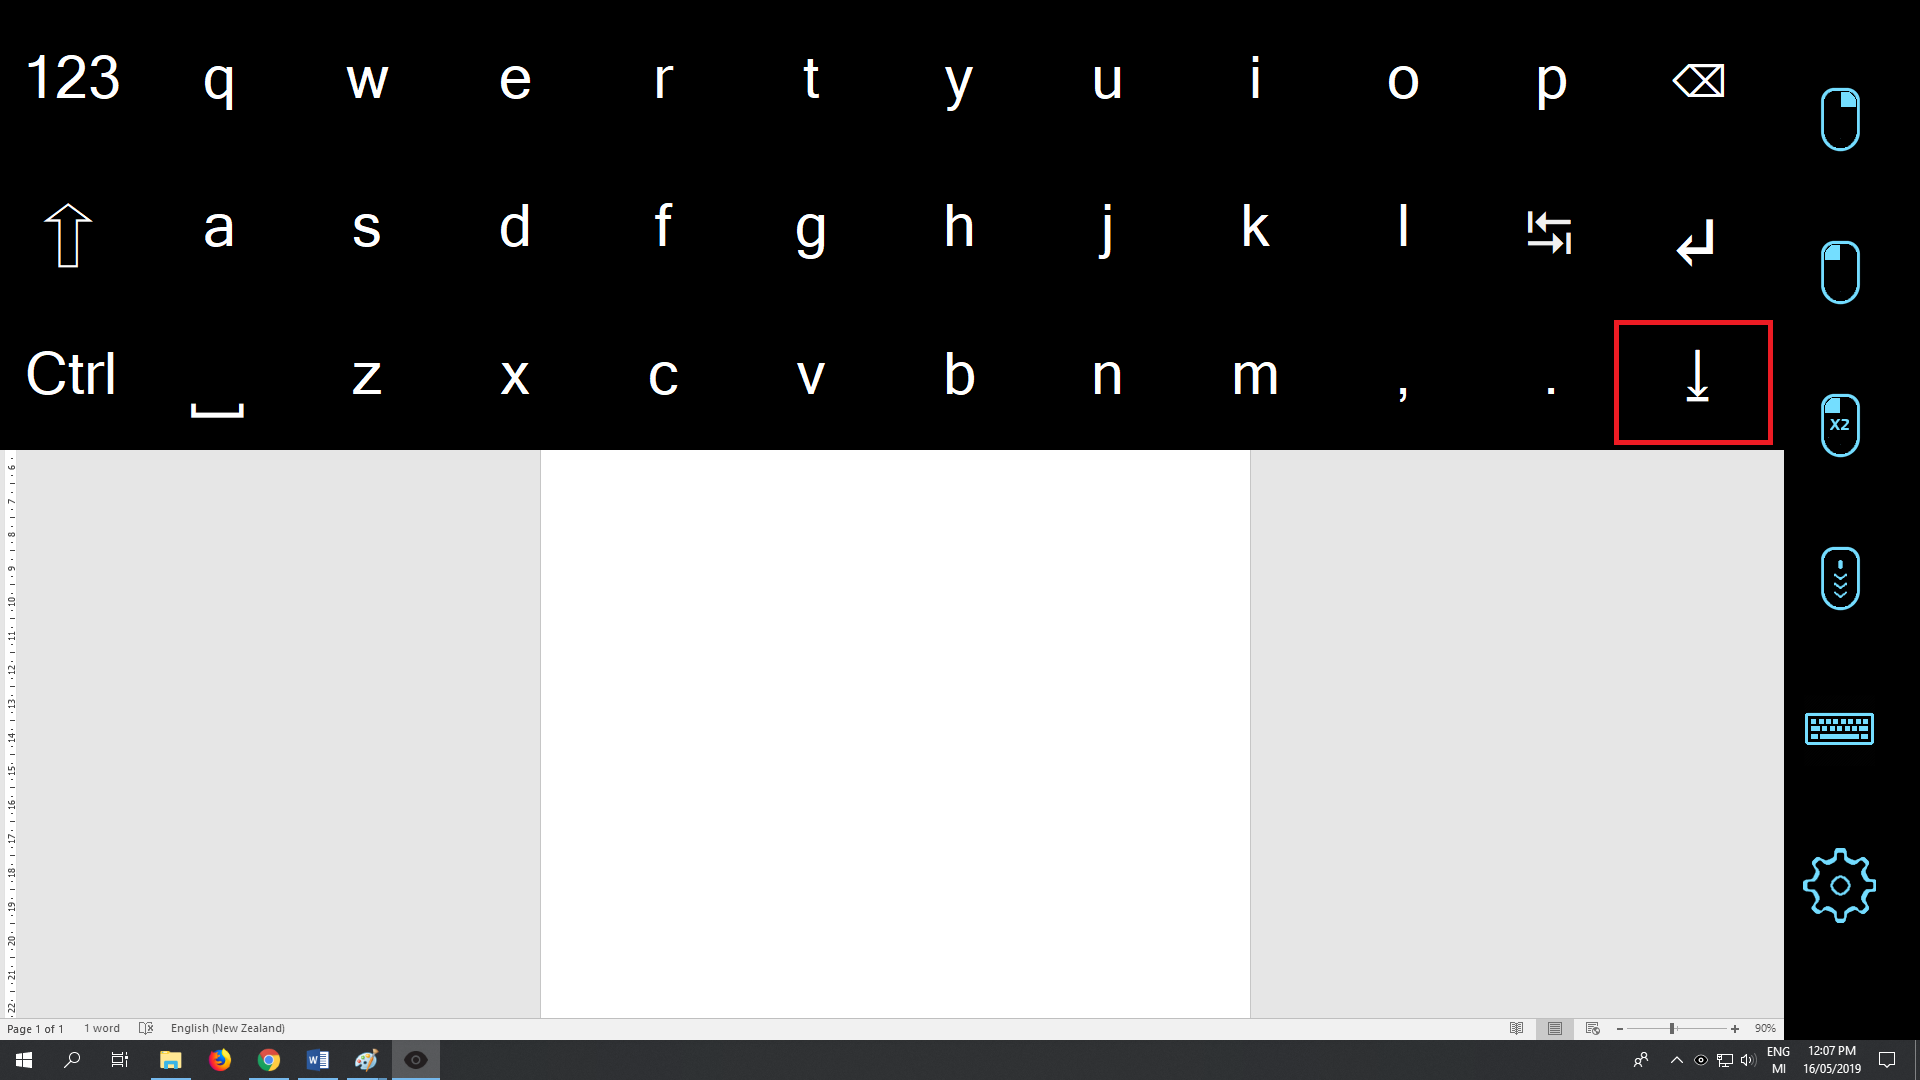 123 q w e r t y u i o p
a s d f g h j k l
Ctrl z x c v b n m , .
X2
6
7
8
9
10
11
12
13
14
15
16
17
18
19
20
21
22
Page 1 of 1 1 word English (New Zealand) 90%
ENG 12:07 PM
MI 16/05/2019